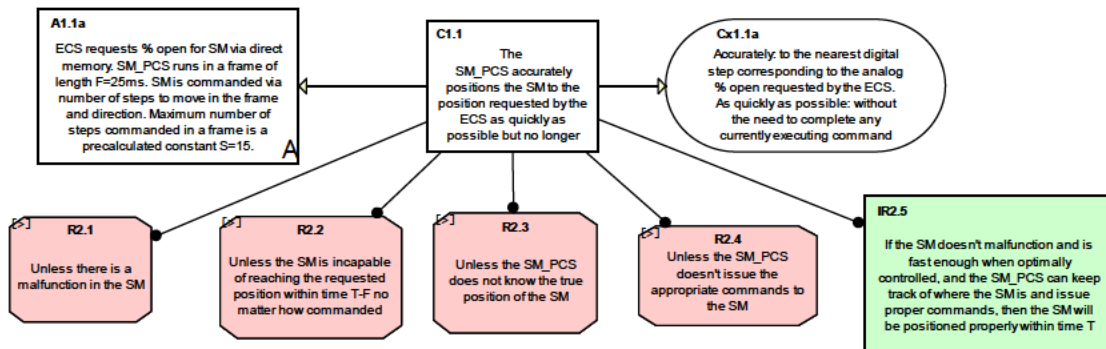 A1.1a
ECS requests % open for SM via direct
memory. SM_PCS runs in a frame of
length F=25ms. SM is commanded via
number of steps to move in the frame
and direction. Maximum number of
steps commanded in a frame is a
precalculated constant S=15.
A
C1.1
The
SM_PCS accurately
positions the SM to the
position requested by the
ECS as quickly as
possible but no longer
Cx1.1a
Accurately: to the nearest digital
step corresponding to the analog
% open requested by the ECS.
As quickly as possible: without
the need to complete any
currently executing command
[>]
R2.1
Unless there is a
malfunction in the SM
[>]
R2.2
Unless the SM is incapable
of reaching the requested
position within time T-F no
matter how commanded
[>]
R2.3
Unless the SM_PCS
does not know the true
position of the SM
[>]
R2.4
Unless the SM_PCS
doesn't issue the
appropriate commands to
the SM
IR2.5
If the SM doesn't malfunction and is
fast enough when optimally
controlled, and the SM_PCS can keep
track of where the SM is and issue
proper commands, then the SM will
be positioned properly within time T